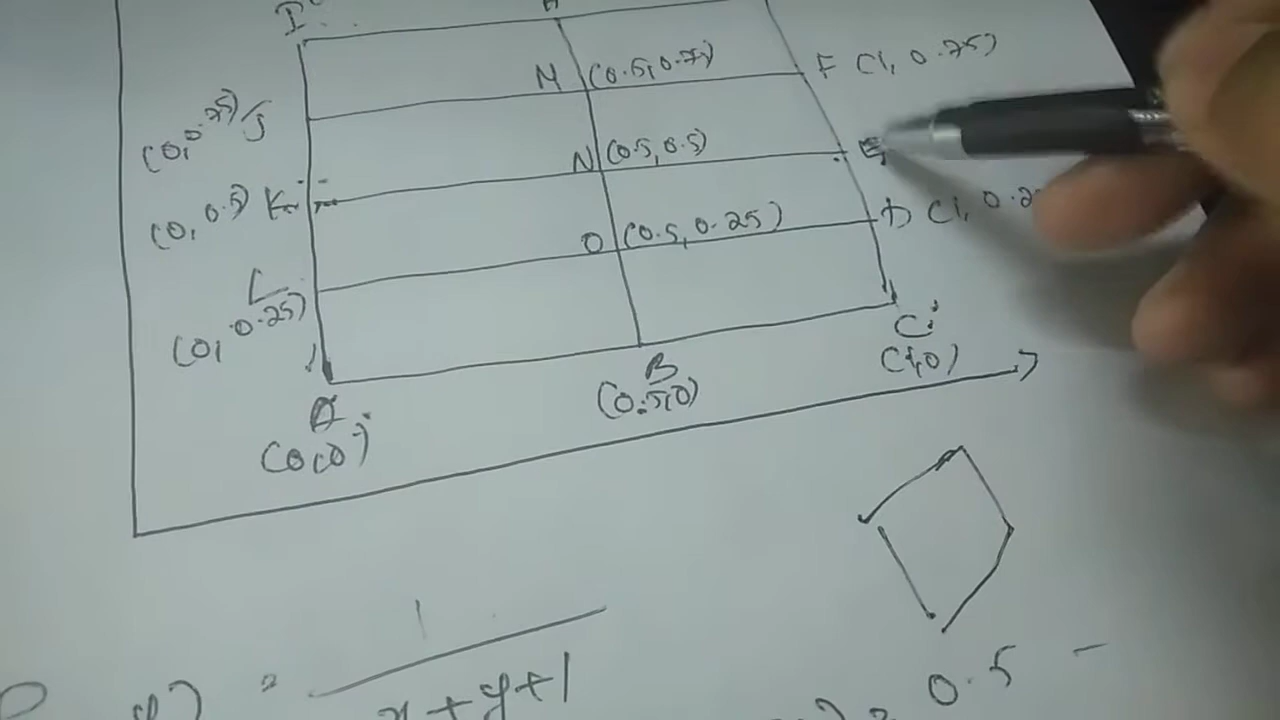 I
H
M (0.5, 0.75) F (1, 0.75)
(0, 0.75) J
N (0.5, 0.5) E
(0, 0.5) K
O (0.5, 0.25) D (1, 0.2
L
(0, 0.25)
C
(1, 0)
B
(0.5, 0)
A
(0, 0)
1
y) =
x + y + 1
) = 0.5 -